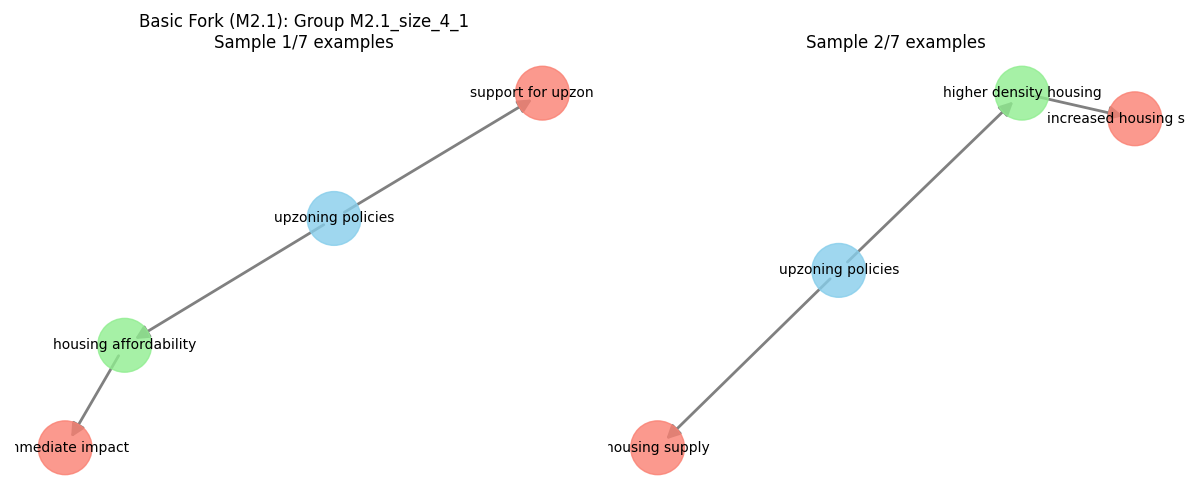 Basic Fork (M2.1): Group M2.1_size_4_1
Sample 1/7 examples
support for upzon
upzoning policies
housing affordability
mmediate impact
Sample 2/7 examples
higher density housing
increased housing s
upzoning policies
housing supply